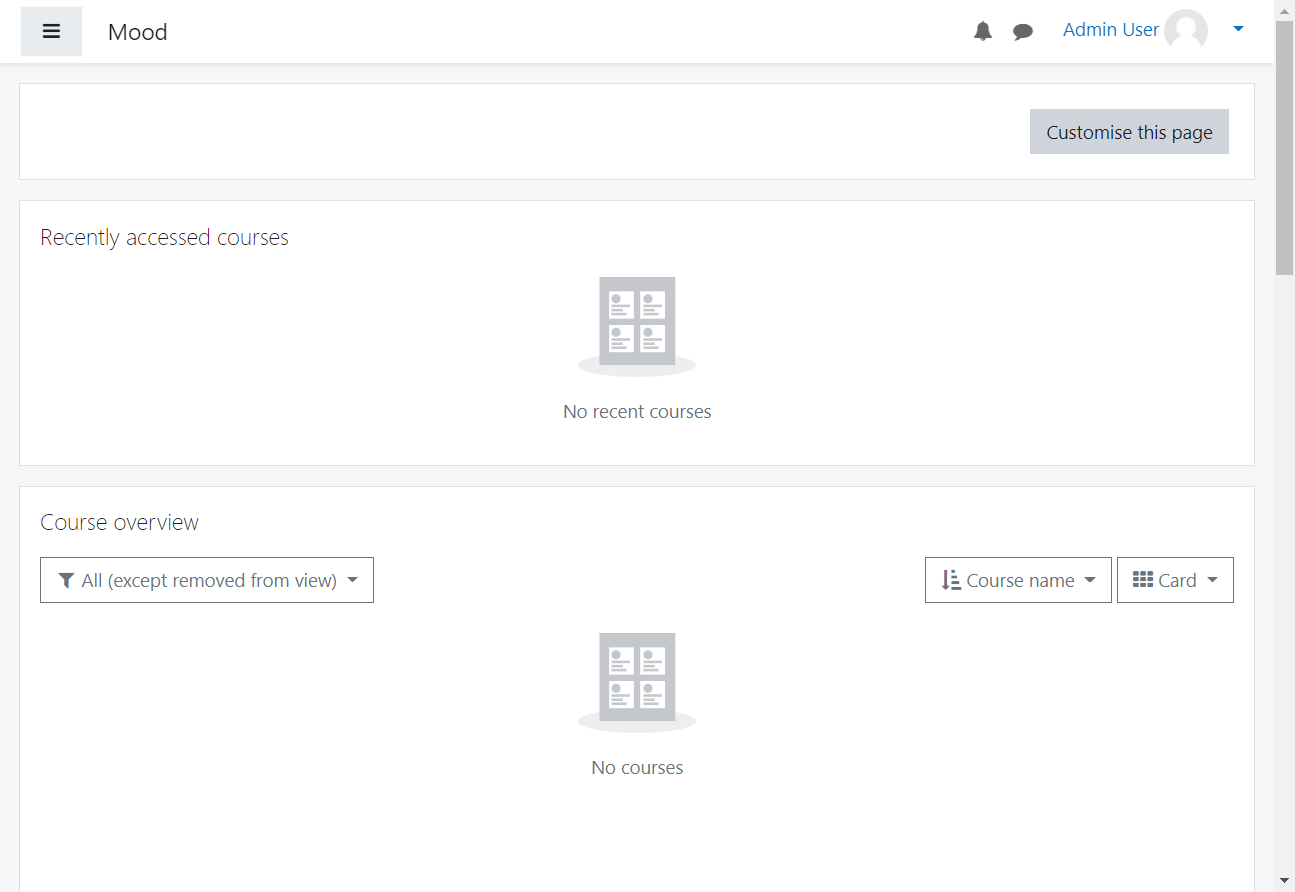 Mood
Admin User
Customise this page
Recently accessed courses
No recent courses
Course overview
All (except removed from view)
Course name
Card
No courses